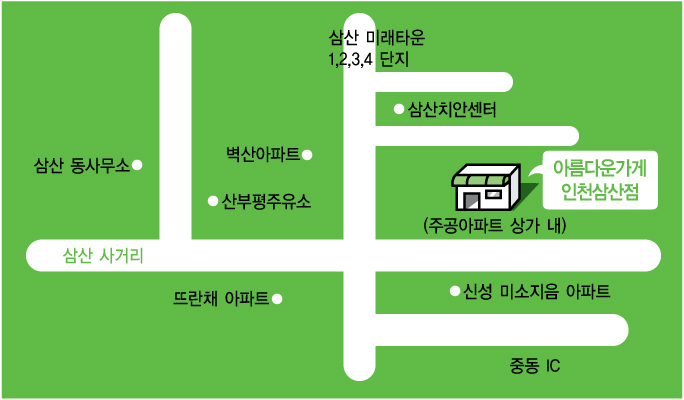 삼산 미래타운
1,2,3,4 단지
삼산치안센터
벽산아파트
삼산 동사무소
아름다운가게
인천삼산점
산부평주유소
(주공아파트 상가 내)
삼산 사거리
뜨란채 아파트
신성 미소지움 아파트
중동 IC